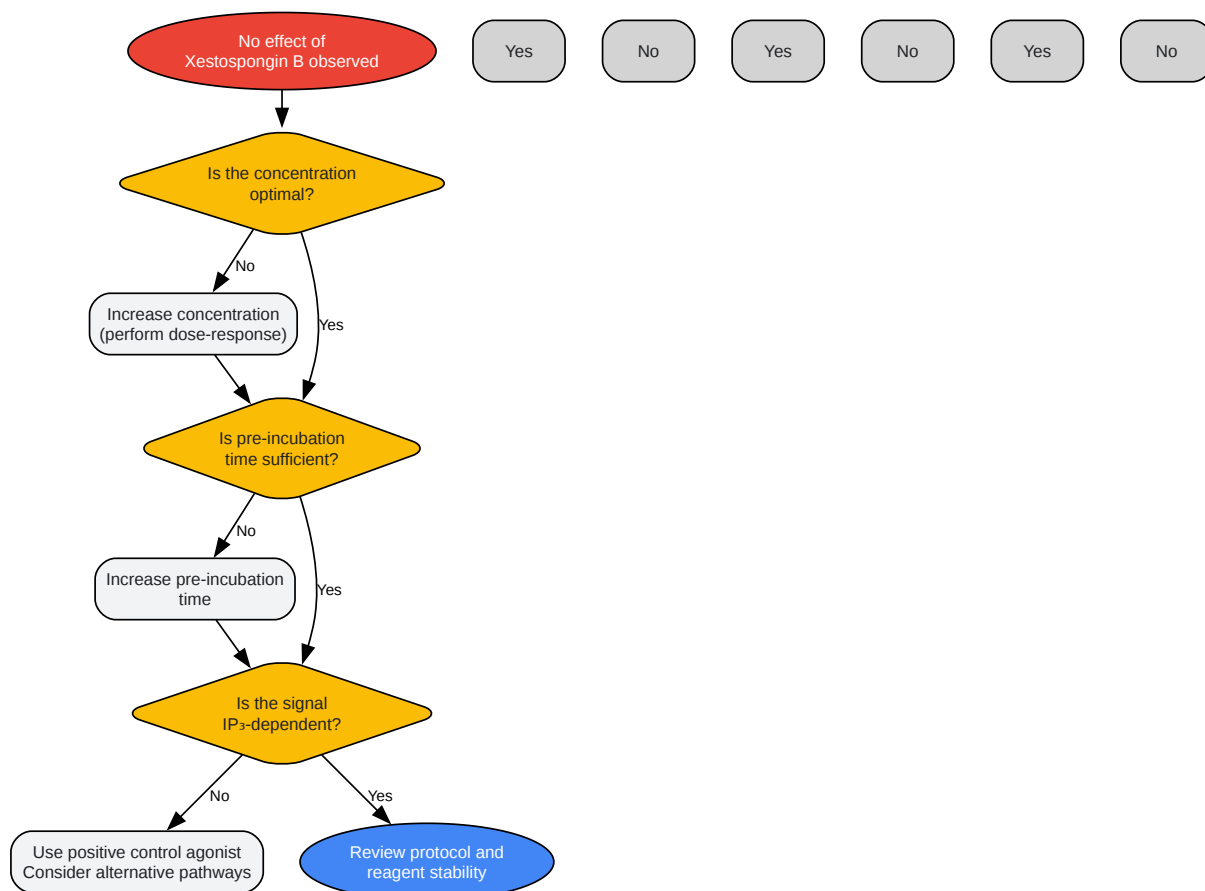 No effect of
Xestospongin B observed
Yes
No
Yes
No
Yes
No
Is the concentration
optimal?
No
Increase concentration
(perform dose-response)
Yes
Is pre-incubation
time sufficient?
No
Increase pre-incubation
time
Yes
Is the signal
IP₃-dependent?
No
Yes
Use positive control agonist
Consider alternative pathways
Review protocol and
reagent stability